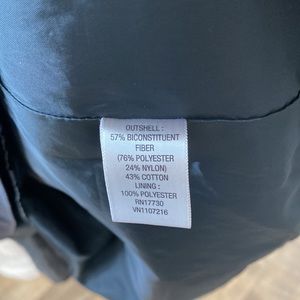 OUTSHELL :
57% BICONSTITUENT
FIBER
(76% POLYESTER
24% NYLON)
43% COTTON
LINING :
100% POLYESTER
RN17730
VN1107216